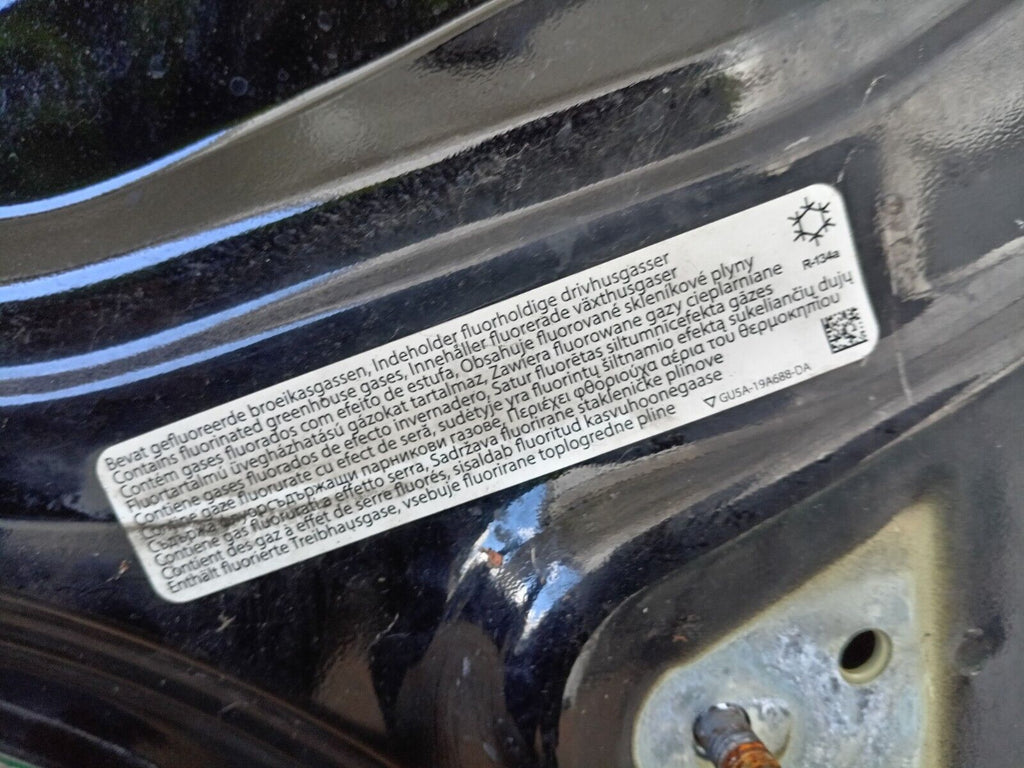 Bevat gefluoreerde broeikasgassen, Indeholder fluorholdige drivhusgasser
Contains fluorinated greenhouse gases, Innehåller fluorerade växthusgaser
Contém gases fluorados com efeito de estufa, Obsahuje fluorované skleníkové plyny
Fluortartalmú üvegházhatású gázokat tartalmaz, Zawiera fluorowane gazy cieplarniane
Contiene gases fluorados de efecto invernadero, Satur fluorētas siltumnīcefekta gāzes
gaze fluorurate cu efect de seră, sudėtyje yra fluorintų šiltnamio efektą sukeliančių dujų
парникови газове, Περιέχει φθοριούχα αέρια του θερμοκηπίου
Contiene gas fluorurati a effetto serra, Sadrzava fluorirane stakleničke plinove
Contient des gaz à effet de serre fluorés, sisaldab fluoritud kasvuhoonegaase
Enthält fluorierte Treibhausgase, vsebuje fluorirane toplogredne pline
R-134a
GU5A-19A688-DA